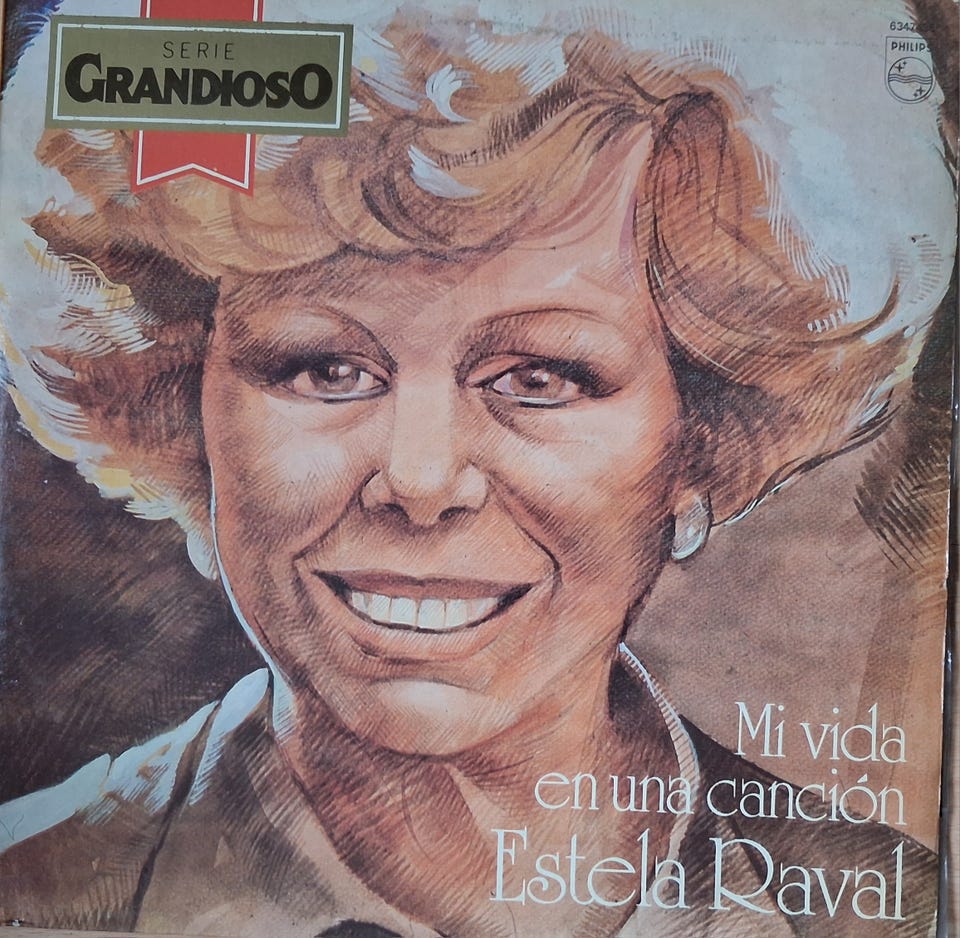 SERIE
GRANDIOSO
PHILIPS
Mi vida
en una canción
Estela Raval